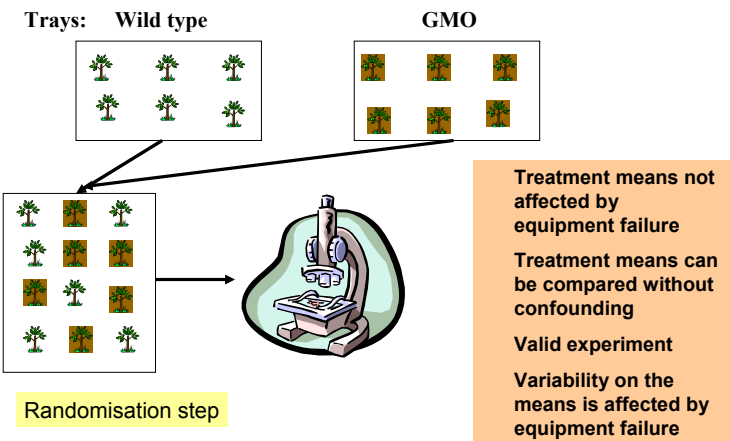 Trays: Wild type GMO
Treatment means not
affected by
equipment failure
Treatment means can
be compared without
confounding
Valid experiment
Variability on the
means is affected by
equipment failure
Randomisation step